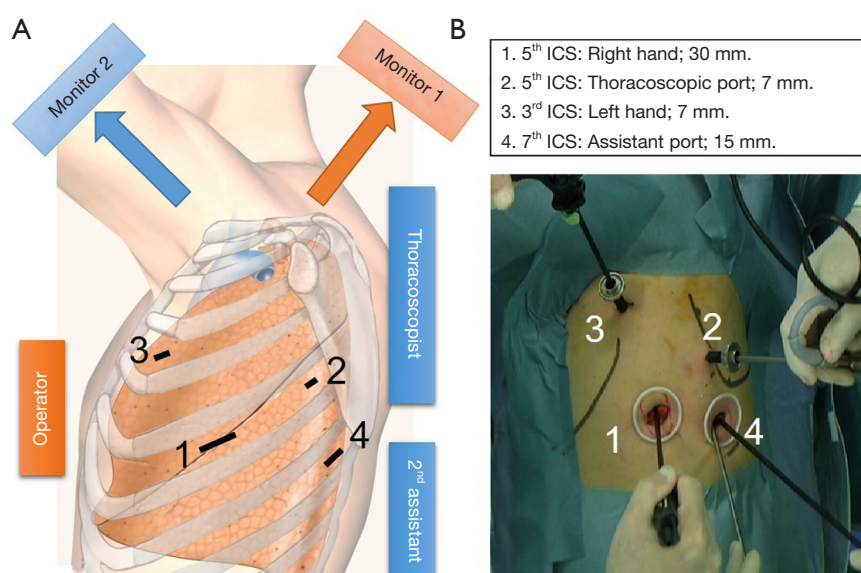 A
Monitor 2
Monitor 1
Operator
Thoracoscopist
2nd assistant
3
2
1
4
B
1. 5th ICS: Right hand; 30 mm.
2. 5th ICS: Thoracoscopic port; 7 mm.
3. 3rd ICS: Left hand; 7 mm.
4. 7th ICS: Assistant port; 15 mm.
3
2
1
4